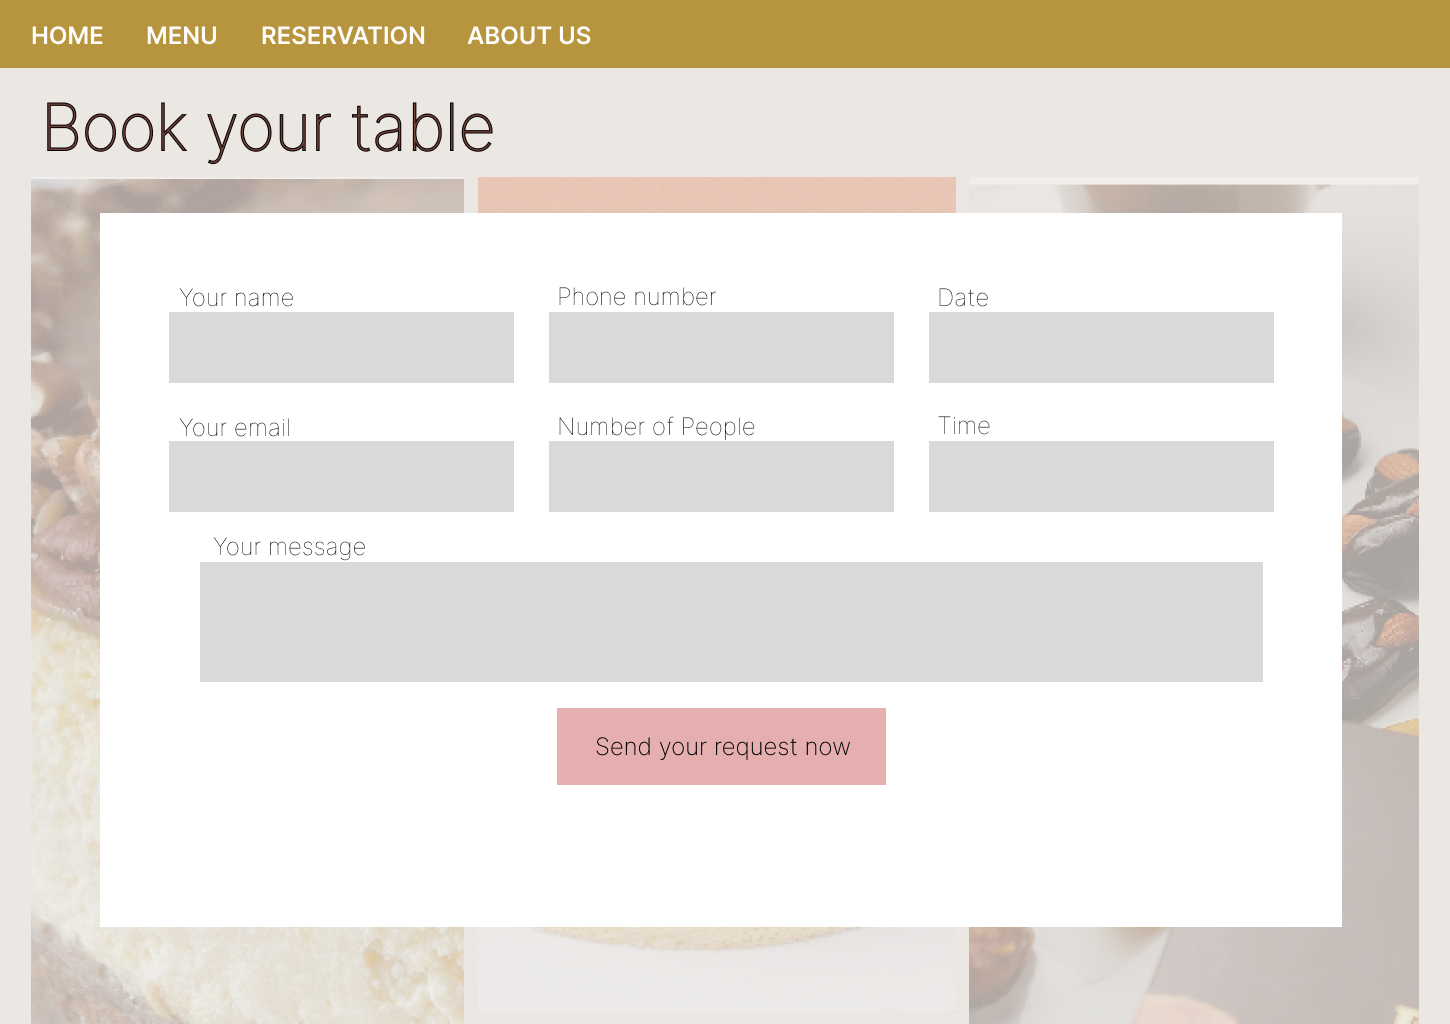 HOME MENU RESERVATION ABOUT US
Book your table
Your name Phone number Date
Your email Number of People Time
Your message
Send your request now